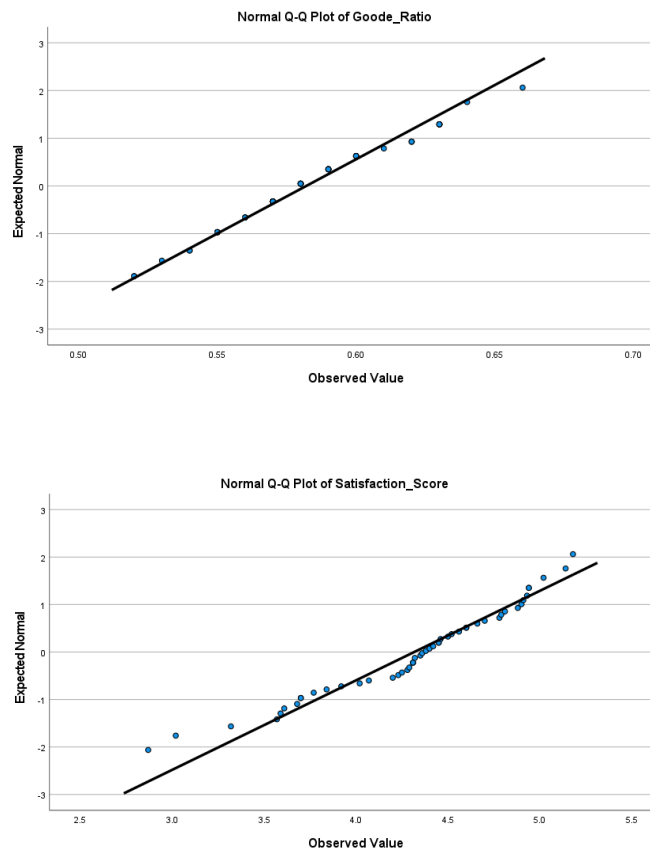 Normal Q-Q Plot of Goode_Ratio
3
2
1
0
-1
-2
-3
Expected Normal
0.50 0.55 0.60 0.65 0.70
Observed Value
Normal Q-Q Plot of Satisfaction_Score
3
2
1
0
-1
-2
-3
Expected Normal
2.5 3.0 3.5 4.0 4.5 5.0 5.5
Observed Value